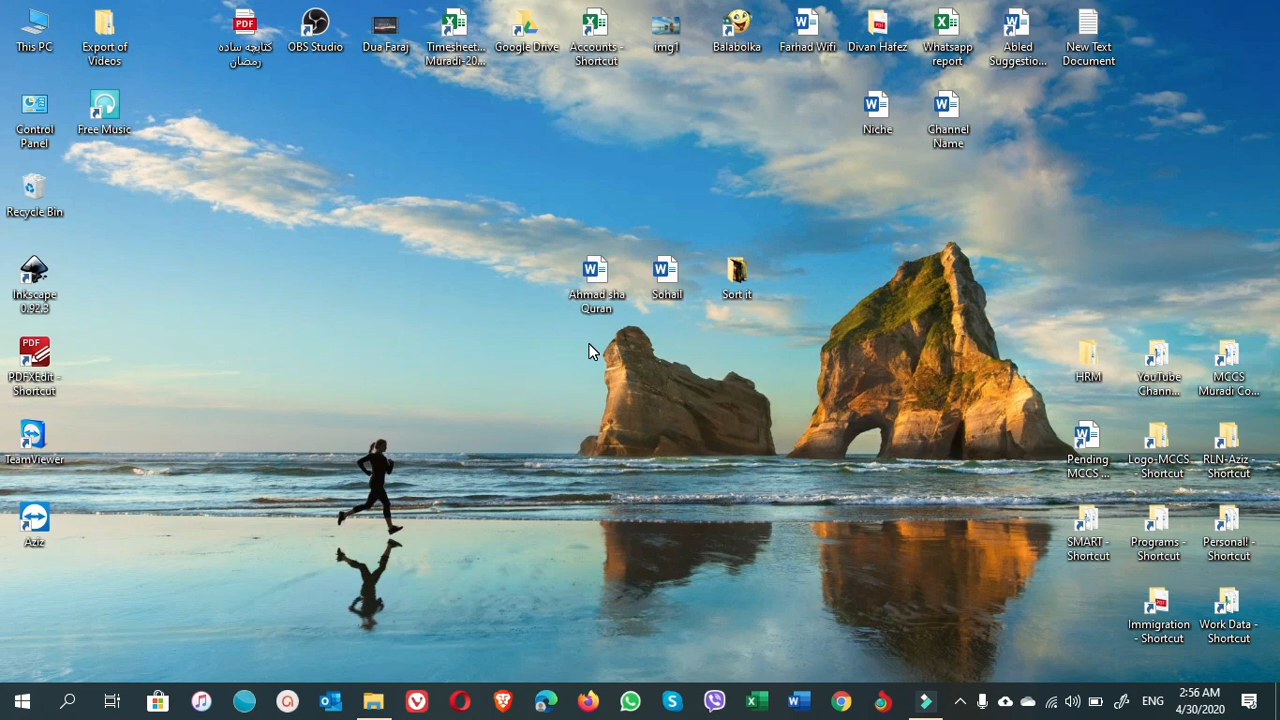 This PC
Export of
Videos
PDF
کتابچه ساده
رمضان
OBS Studio
Dua Faraj
Timesheet...
Muradi-20...
Google Drive
Accounts -
Shortcut
img1
Balabolka
Farhad Wifi
Divan Hafez
Whatsapp
report
Abled
Suggestio...
New Text
Document
Control
Panel
Free Music
Niche
Channel
Name
Recycle Bin
Inkscape
0.92.3
Ahmad sha
Quran
Sohail
Sort it
PDF
PDFXEdit -
Shortcut
HRM
YouTube
Chann...
MCCS
Muradi Co...
TeamViewer
Pending
MCCS ...
Logo-MCCS
- Shortcut
RLN-Aziz -
Shortcut
Aziz
SMART -
Shortcut
Programs -
Shortcut
Personal! -
Shortcut
Immigration
- Shortcut
Work Data -
Shortcut
ENG
2:56 AM
4/30/2020